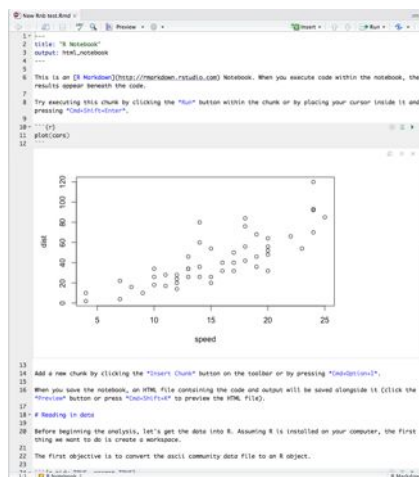 New Rnb test.Rmd
Preview
Insert
Run
1 ---
2 title: "R Notebook"
3 output: html_notebook
4 ---
5
6 This is an [R Markdown](http://rmarkdown.rstudio.com) Notebook. When you execute code within the notebook, the
results appear beneath the code.
7
8 Try executing this chunk by clicking the *Run* button within the chunk or by placing your cursor inside it and
pressing *Cmd+Shift+Enter*.
9
10 ```{r}
11 plot(cars)
12 ```
dist
0 20 40 60 80 100 120
5 10 15 20 25
speed
13
14 Add a new chunk by clicking the *Insert Chunk* button on the toolbar or by pressing *Cmd+Option+I*.
15
16 When you save the notebook, an HTML file containing the code and output will be saved alongside it (click the
*Preview* button or press *Cmd+Shift+K* to preview the HTML file).
17
18 # Reading in data
19
20 Before beginning the analysis, let's get the data into R. Assuming R is installed on your computer, the first
thing we want to do is create a workspace.
21
22 The first objective is to convert the ascii community data file to an R object.
23